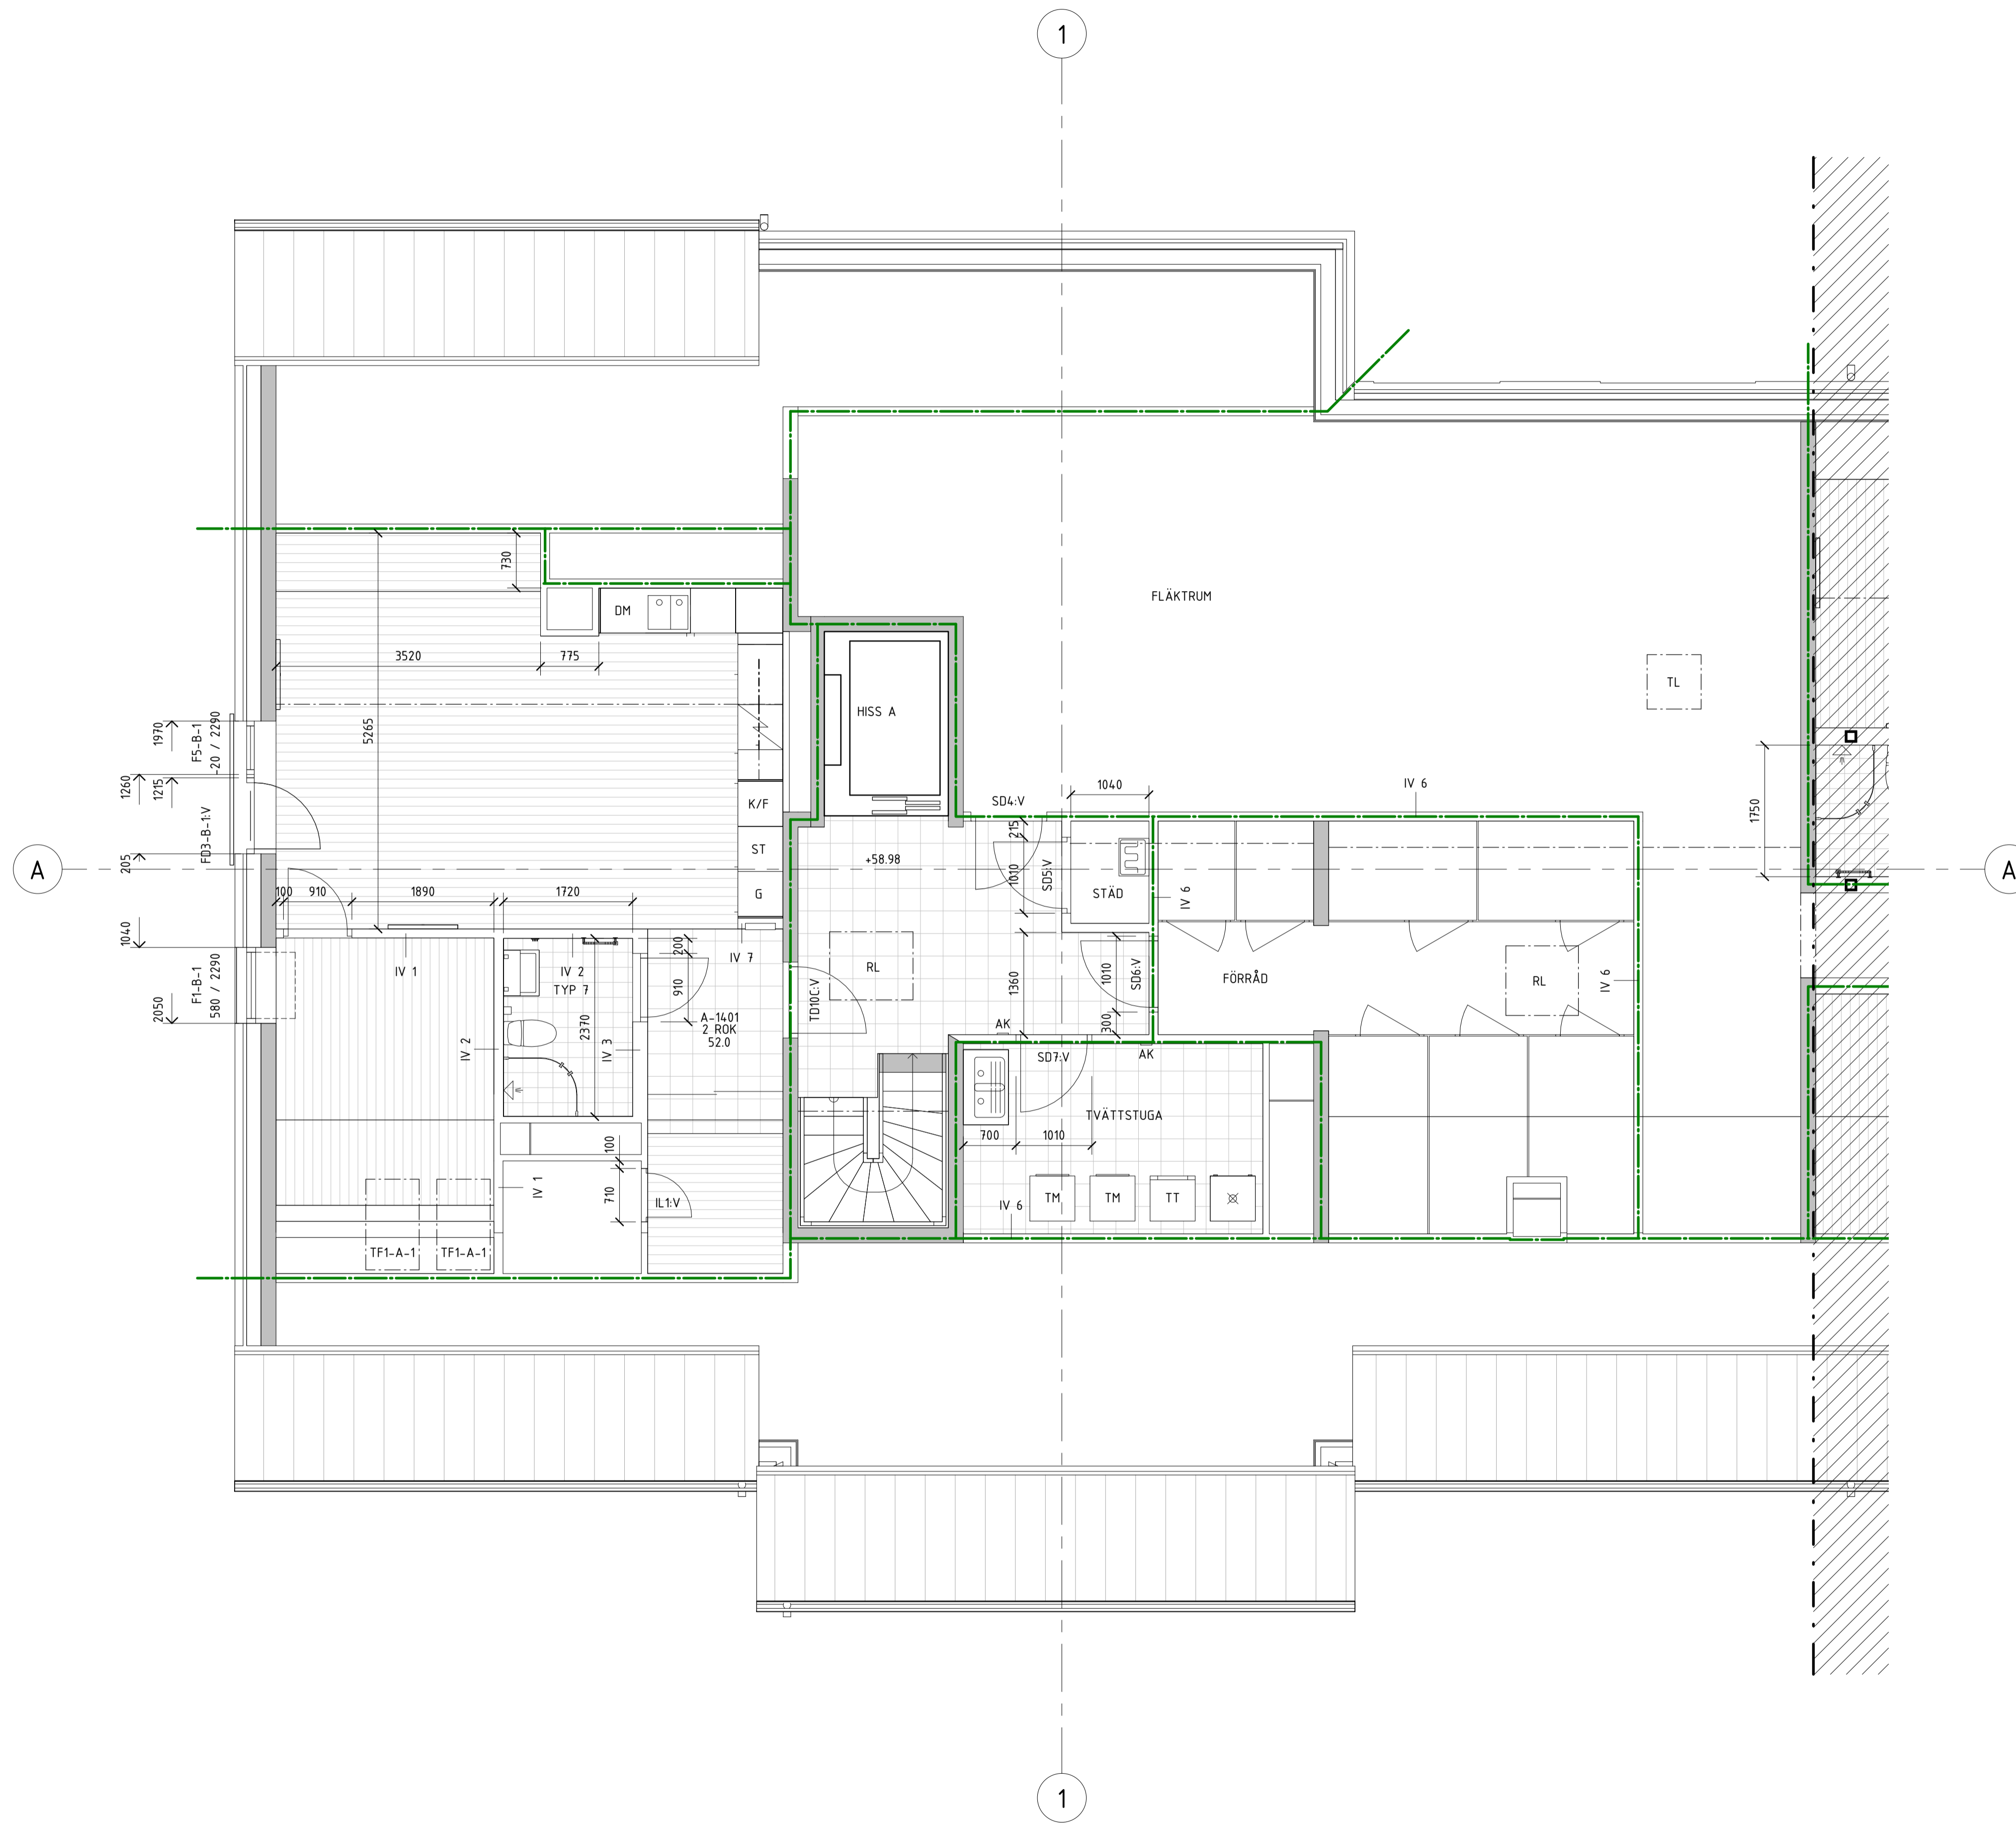 1
730
DM
FLÄKTRUM
3520
775
TL
HISS A
5265
1970
F5-B-1
-20 / 2290
1260
1215
K/F
SD4:V
1040
IV 6
1750
FD3-B-1:V
205
ST
+58.98
215
1010
SD5:V
A
A
100
910
1890
1720
G
STÄD
IV 6
1040
200
IV 7
RL
1360
1010
SD6:V
FÖRRÅD
RL
IV 6
F1-B-1
580 / 2290
2050
IV 1
IV 2
TYP 7
910
TD10C:V
A-1401
2 ROK
52.0
2370
IV 3
IV 2
300
AK
AK
SD7:V
TVÄTTSTUGA
700
1010
100
710
IV 1
IL1:V
TM
TM
TT
IV 6
TF1-A-1
TF1-A-1
1